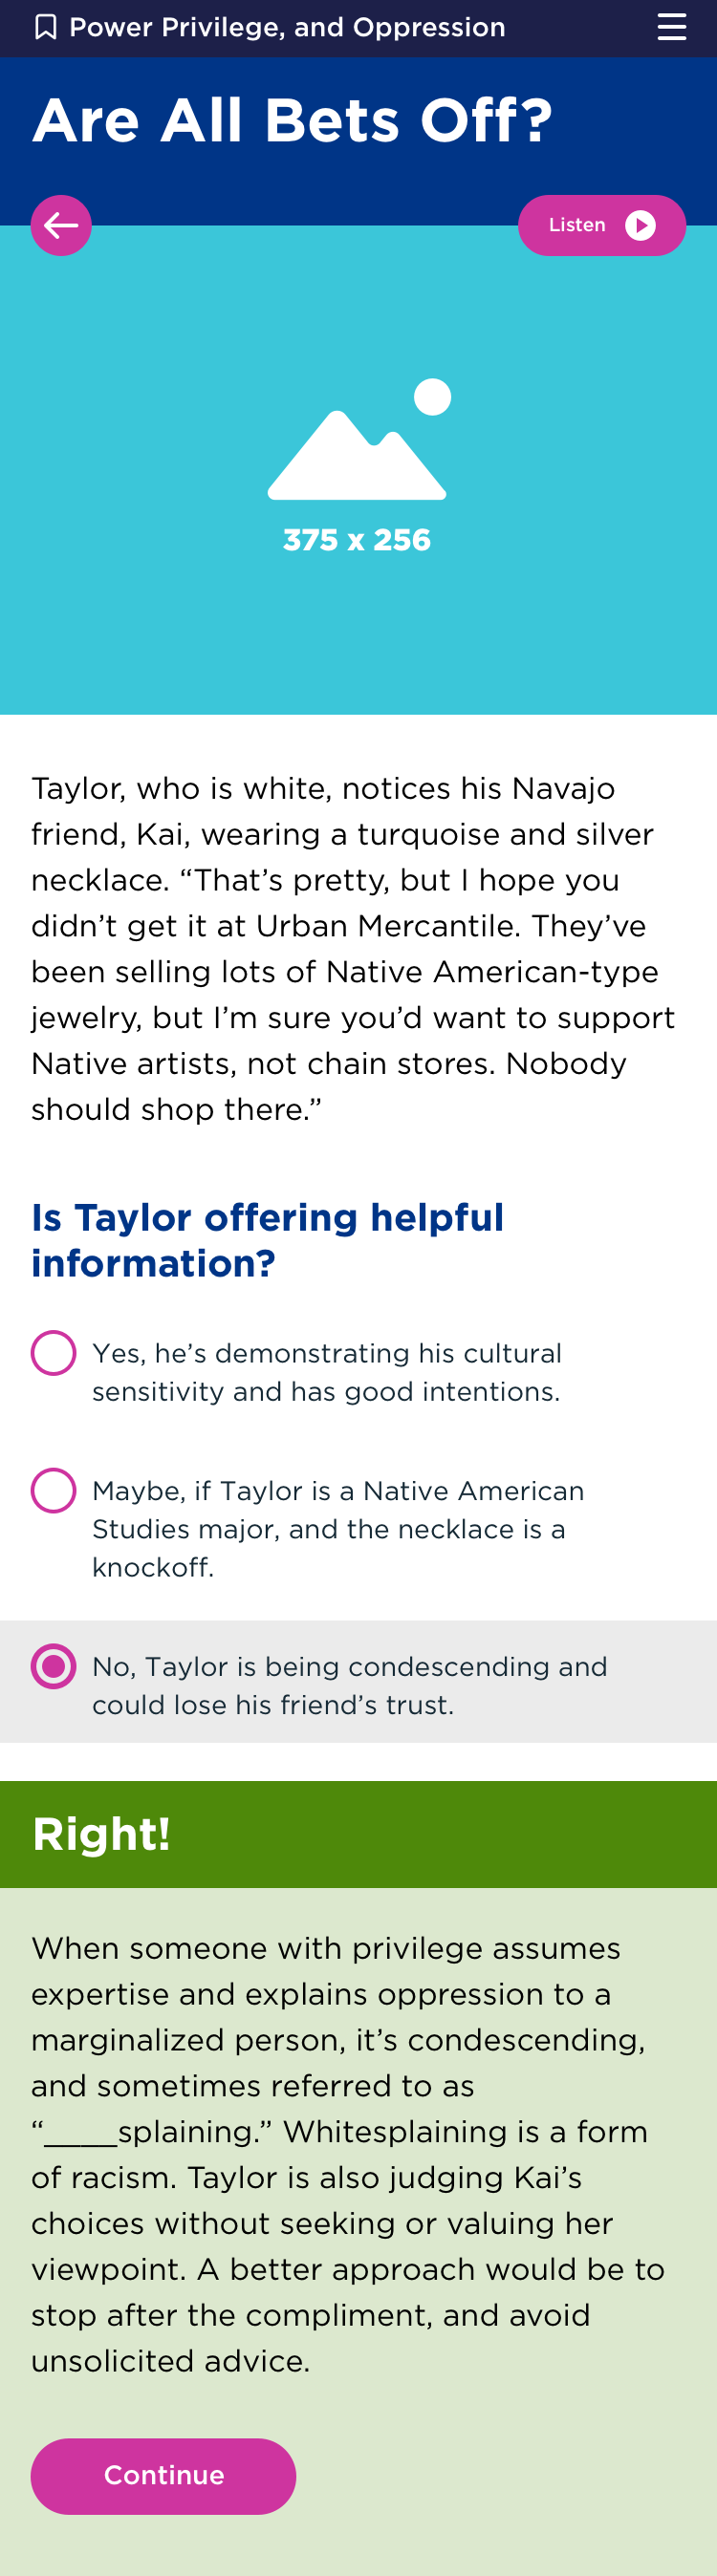 Power Privilege, and Oppression
Are All Bets Off?
Listen
375 x 256
Taylor, who is white, notices his Navajo
friend, Kai, wearing a turquoise and silver
necklace. “That’s pretty, but I hope you
didn’t get it at Urban Mercantile. They’ve
been selling lots of Native American-type
jewelry, but I’m sure you’d want to support
Native artists, not chain stores. Nobody
should shop there.”
Is Taylor offering helpful
information?
Yes, he’s demonstrating his cultural
sensitivity and has good intentions.
Maybe, if Taylor is a Native American
Studies major, and the necklace is a
knockoff.
No, Taylor is being condescending and
could lose his friend’s trust.
Right!
When someone with privilege assumes
expertise and explains oppression to a
marginalized person, it’s condescending,
and sometimes referred to as
“____splaining.” Whitesplaining is a form
of racism. Taylor is also judging Kai’s
choices without seeking or valuing her
viewpoint. A better approach would be to
stop after the compliment, and avoid
unsolicited advice.
Continue